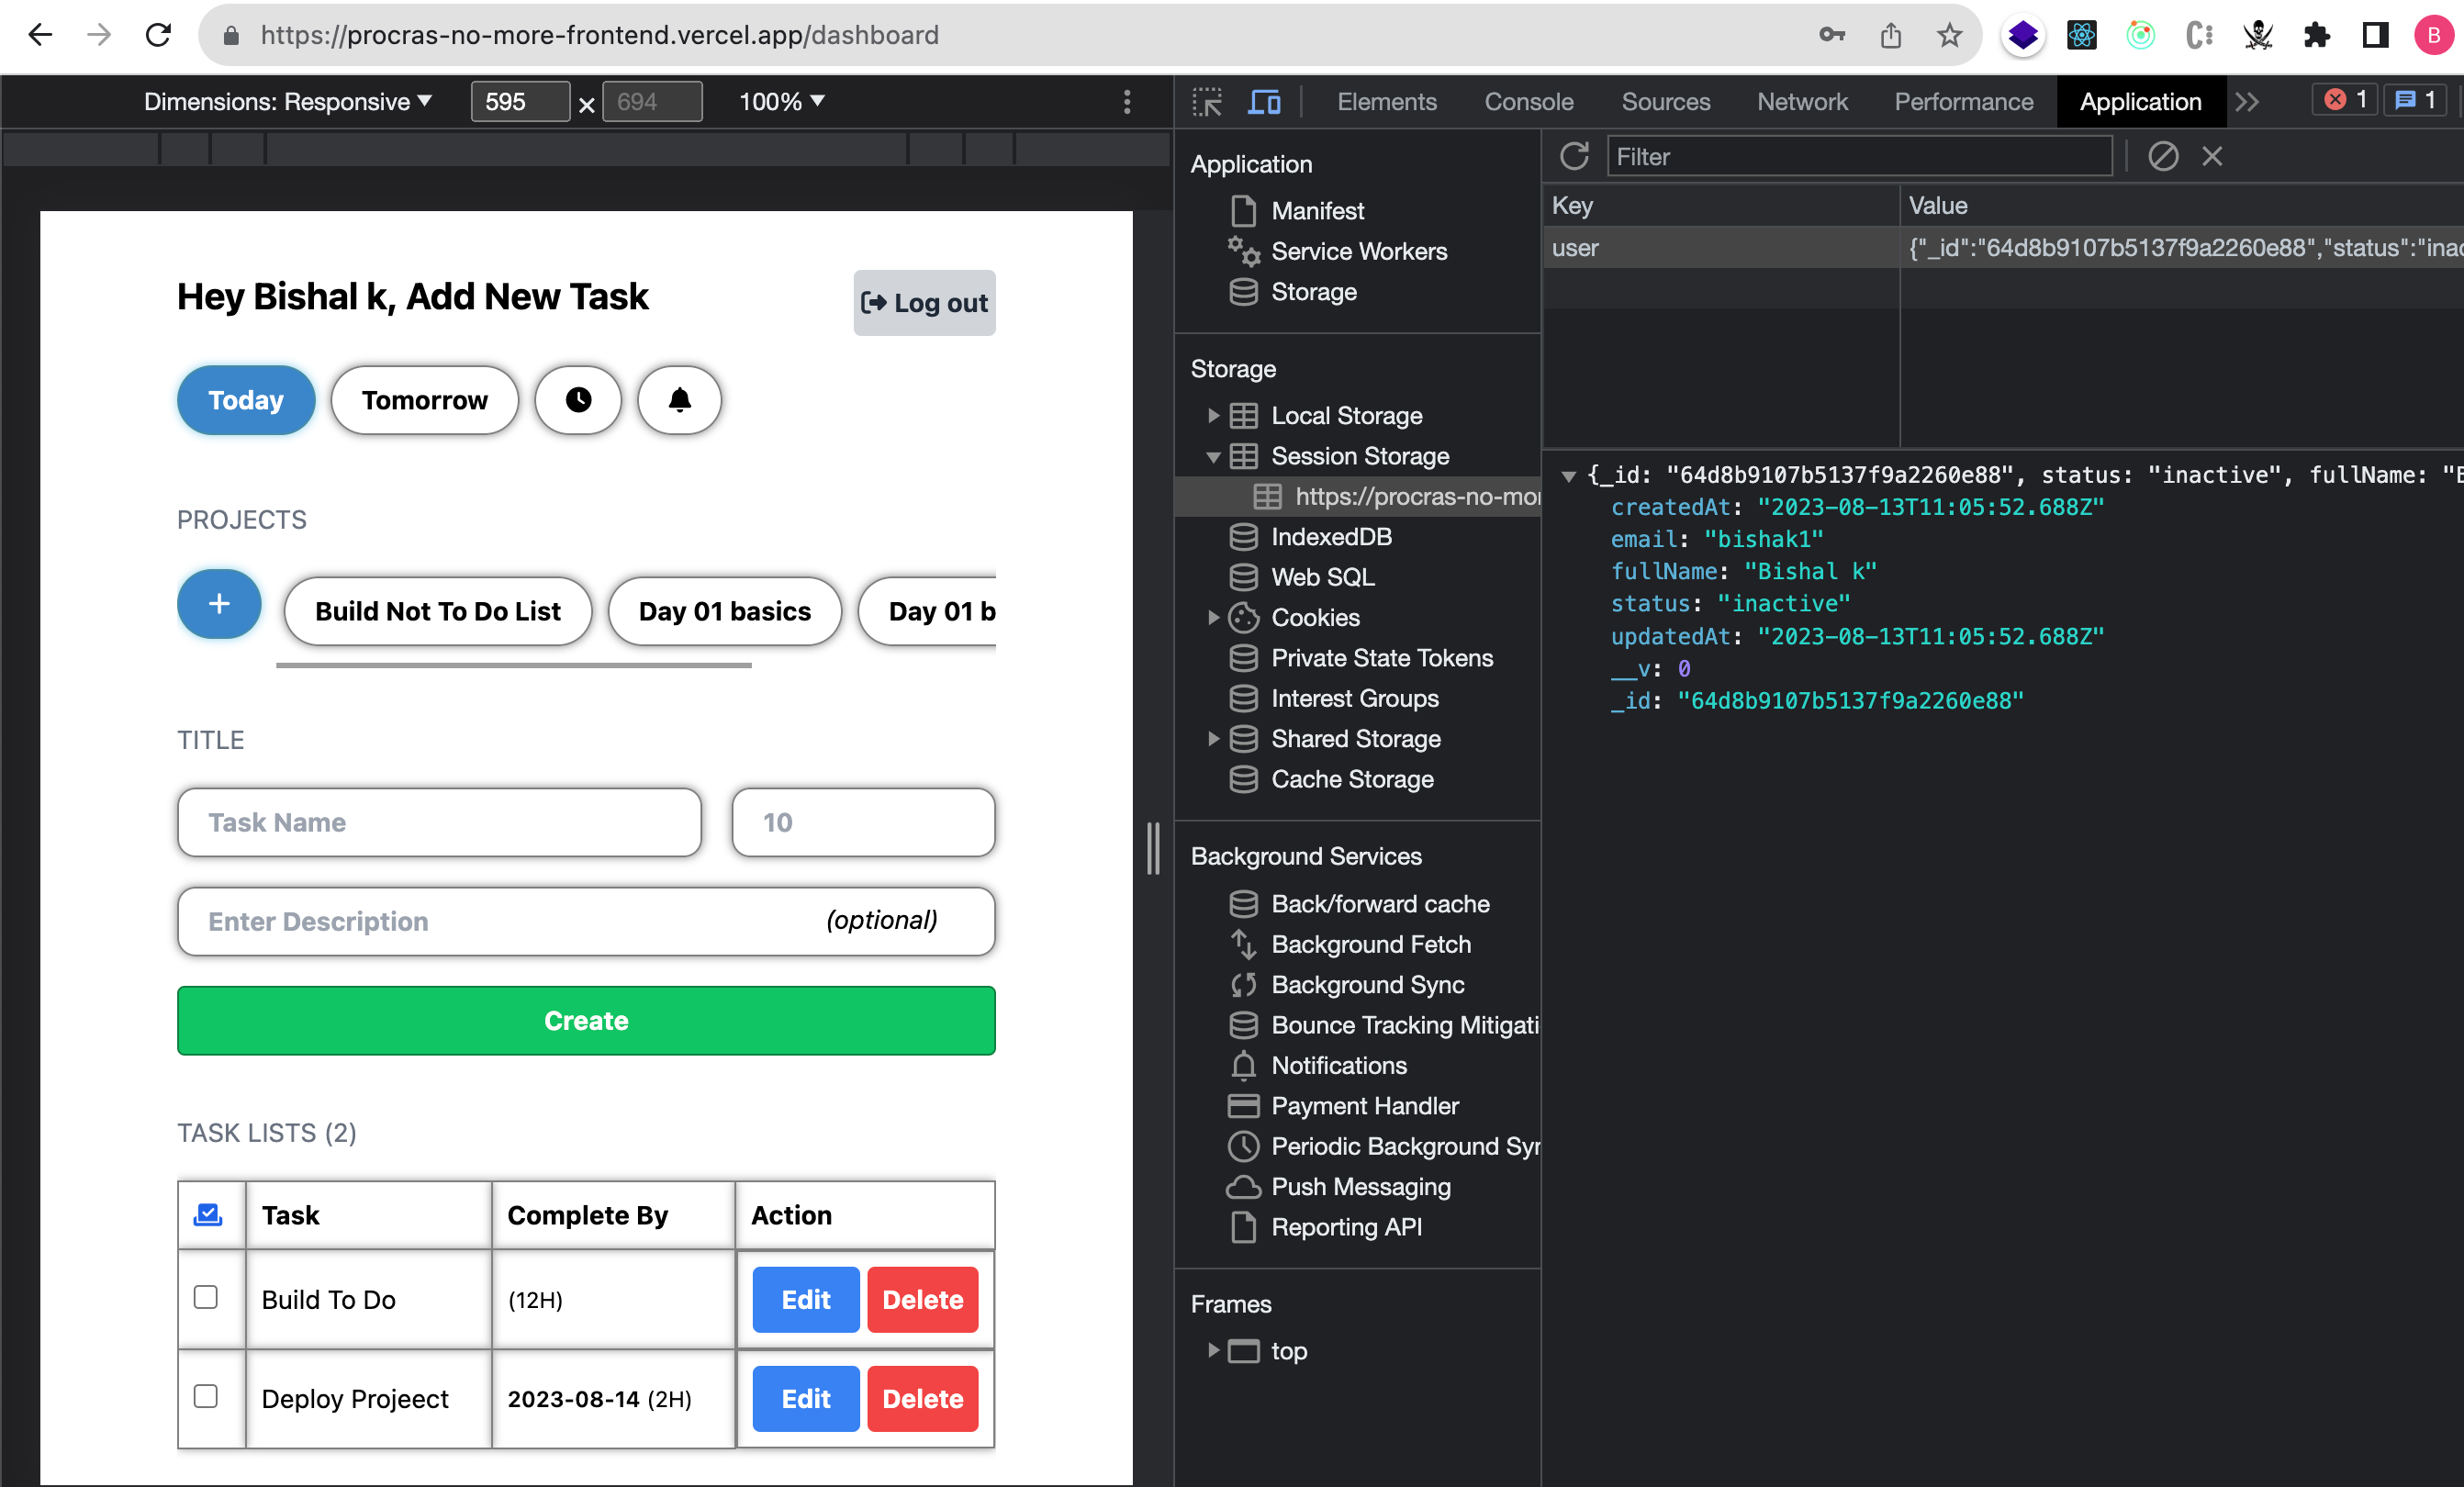 https://procras-no-more-frontend.vercel.app/dashboard
B
Dimensions: Responsive
595 × 694
100%
Elements
Console
Sources
Network
Performance
Application
1
1
Hey Bishal k, Add New Task
Log out
Today
Tomorrow
PROJECTS
+
Build Not To Do List
Day 01 basics
Day 01 b
TITLE
Task Name
10
Enter Description
(optional)
Create
TASK LISTS (2)
Task
Complete By
Action
Build To Do
(12H)
Edit
Delete
Deploy Projeect
2023-08-14 (2H)
Edit
Delete
Application
Manifest
Service Workers
Storage
Storage
Local Storage
Session Storage
https://procras-no-mor
IndexedDB
Web SQL
Cookies
Private State Tokens
Interest Groups
Shared Storage
Cache Storage
Background Services
Back/forward cache
Background Fetch
Background Sync
Bounce Tracking Mitigati
Notifications
Payment Handler
Periodic Background Syn
Push Messaging
Reporting API
Frames
top
Filter
Key
Value
user
{"_id":"64d8b9107b5137f9a2260e88","status":"inac
{_id: "64d8b9107b5137f9a2260e88", status: "inactive", fullName: "B
createdAt: "2023-08-13T11:05:52.688Z"
email: "bishak1"
fullName: "Bishal k"
status: "inactive"
updatedAt: "2023-08-13T11:05:52.688Z"
__v: 0
_id: "64d8b9107b5137f9a2260e88"